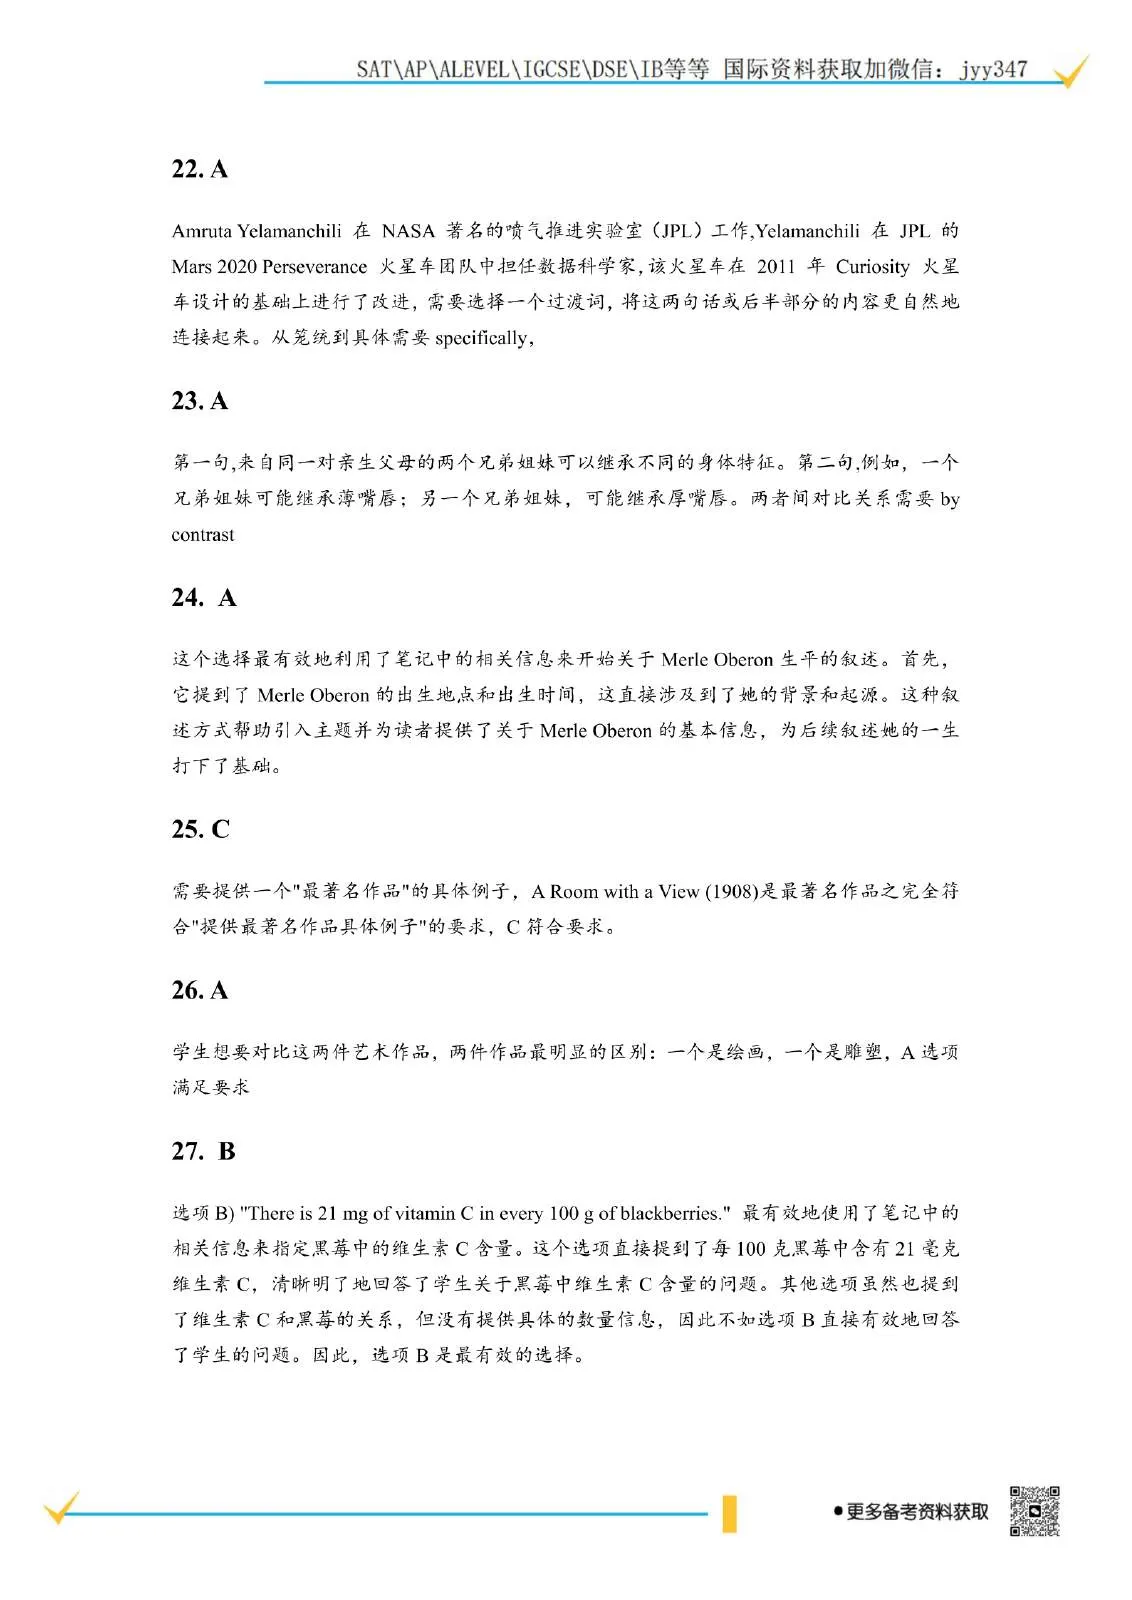 SAT\AP\ALEVEL\IGCSE\DSE\IB等等 国际资料获取加微信：jyy347
22. A
Amruta Yelamanchili 在 NASA 著名的喷气推进实验室（JPL）工作,Yelamanchili 在 JPL 的
Mars 2020 Perseverance 火星车团队中担任数据科学家,该火星车在 2011 年 Curiosity 火星
车设计的基础上进行了改进，需要选择一个过渡词，将这两句话或后半部分的内容更自然地
连接起来。从笼统到具体需要 specifically，
23. A
第一句,来自同一对亲生父母的两个兄弟姐妹可以继承不同的身体特征。第二句,例如，一个
兄弟姐妹可能继承薄嘴唇；另一个兄弟姐妹，可能继承厚嘴唇。两者间对比关系需要 by
contrast
24. A
这个选择最有效地利用了笔记中的相关信息来开始关于 Merle Oberon 生平的叙述。首先，
它提到了 Merle Oberon 的出生地点和出生时间，这直接涉及到了她的背景和起源。这种叙
述方式帮助引入主题并为读者提供了关于 Merle Oberon 的基本信息，为后续叙述她的一生
打下了基础。
25. C
需要提供一个"最著名作品"的具体例子，A Room with a View (1908)是最著名作品之完全符
合"提供最著名作品具体例子"的要求，C 符合要求。
26. A
学生想要对比这两件艺术作品，两件作品最明显的区别：一个是绘画，一个是雕塑，A 选项
满足要求
27. B
选项 B) "There is 21 mg of vitamin C in every 100 g of blackberries." 最有效地使用了笔记中的
相关信息来指定黑莓中的维生素 C 含量。这个选项直接提到了每 100 克黑莓中含有 21 毫克
维生素 C，清晰明了地回答了学生关于黑莓中维生素 C 含量的问题。其他选项虽然也提到
了维生素 C 和黑莓的关系，但没有提供具体的数量信息，因此不如选项 B 直接有效地回答
了学生的问题。因此，选项 B 是最有效的选择。
•更多备考资料获取